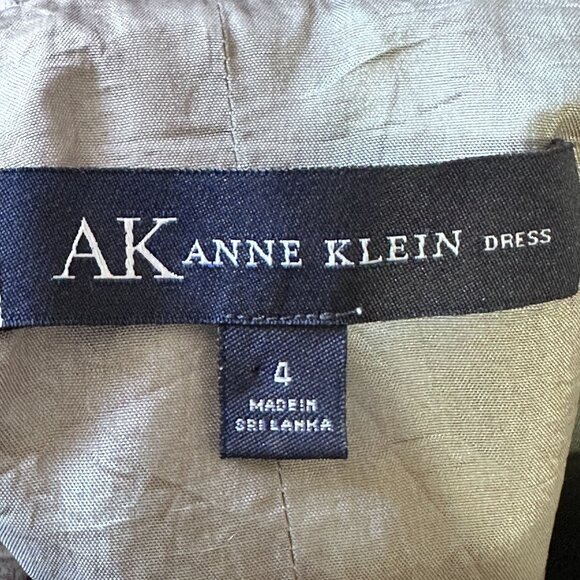 AK ANNE KLEIN DRESS
4
MADE IN
SRI LANKA